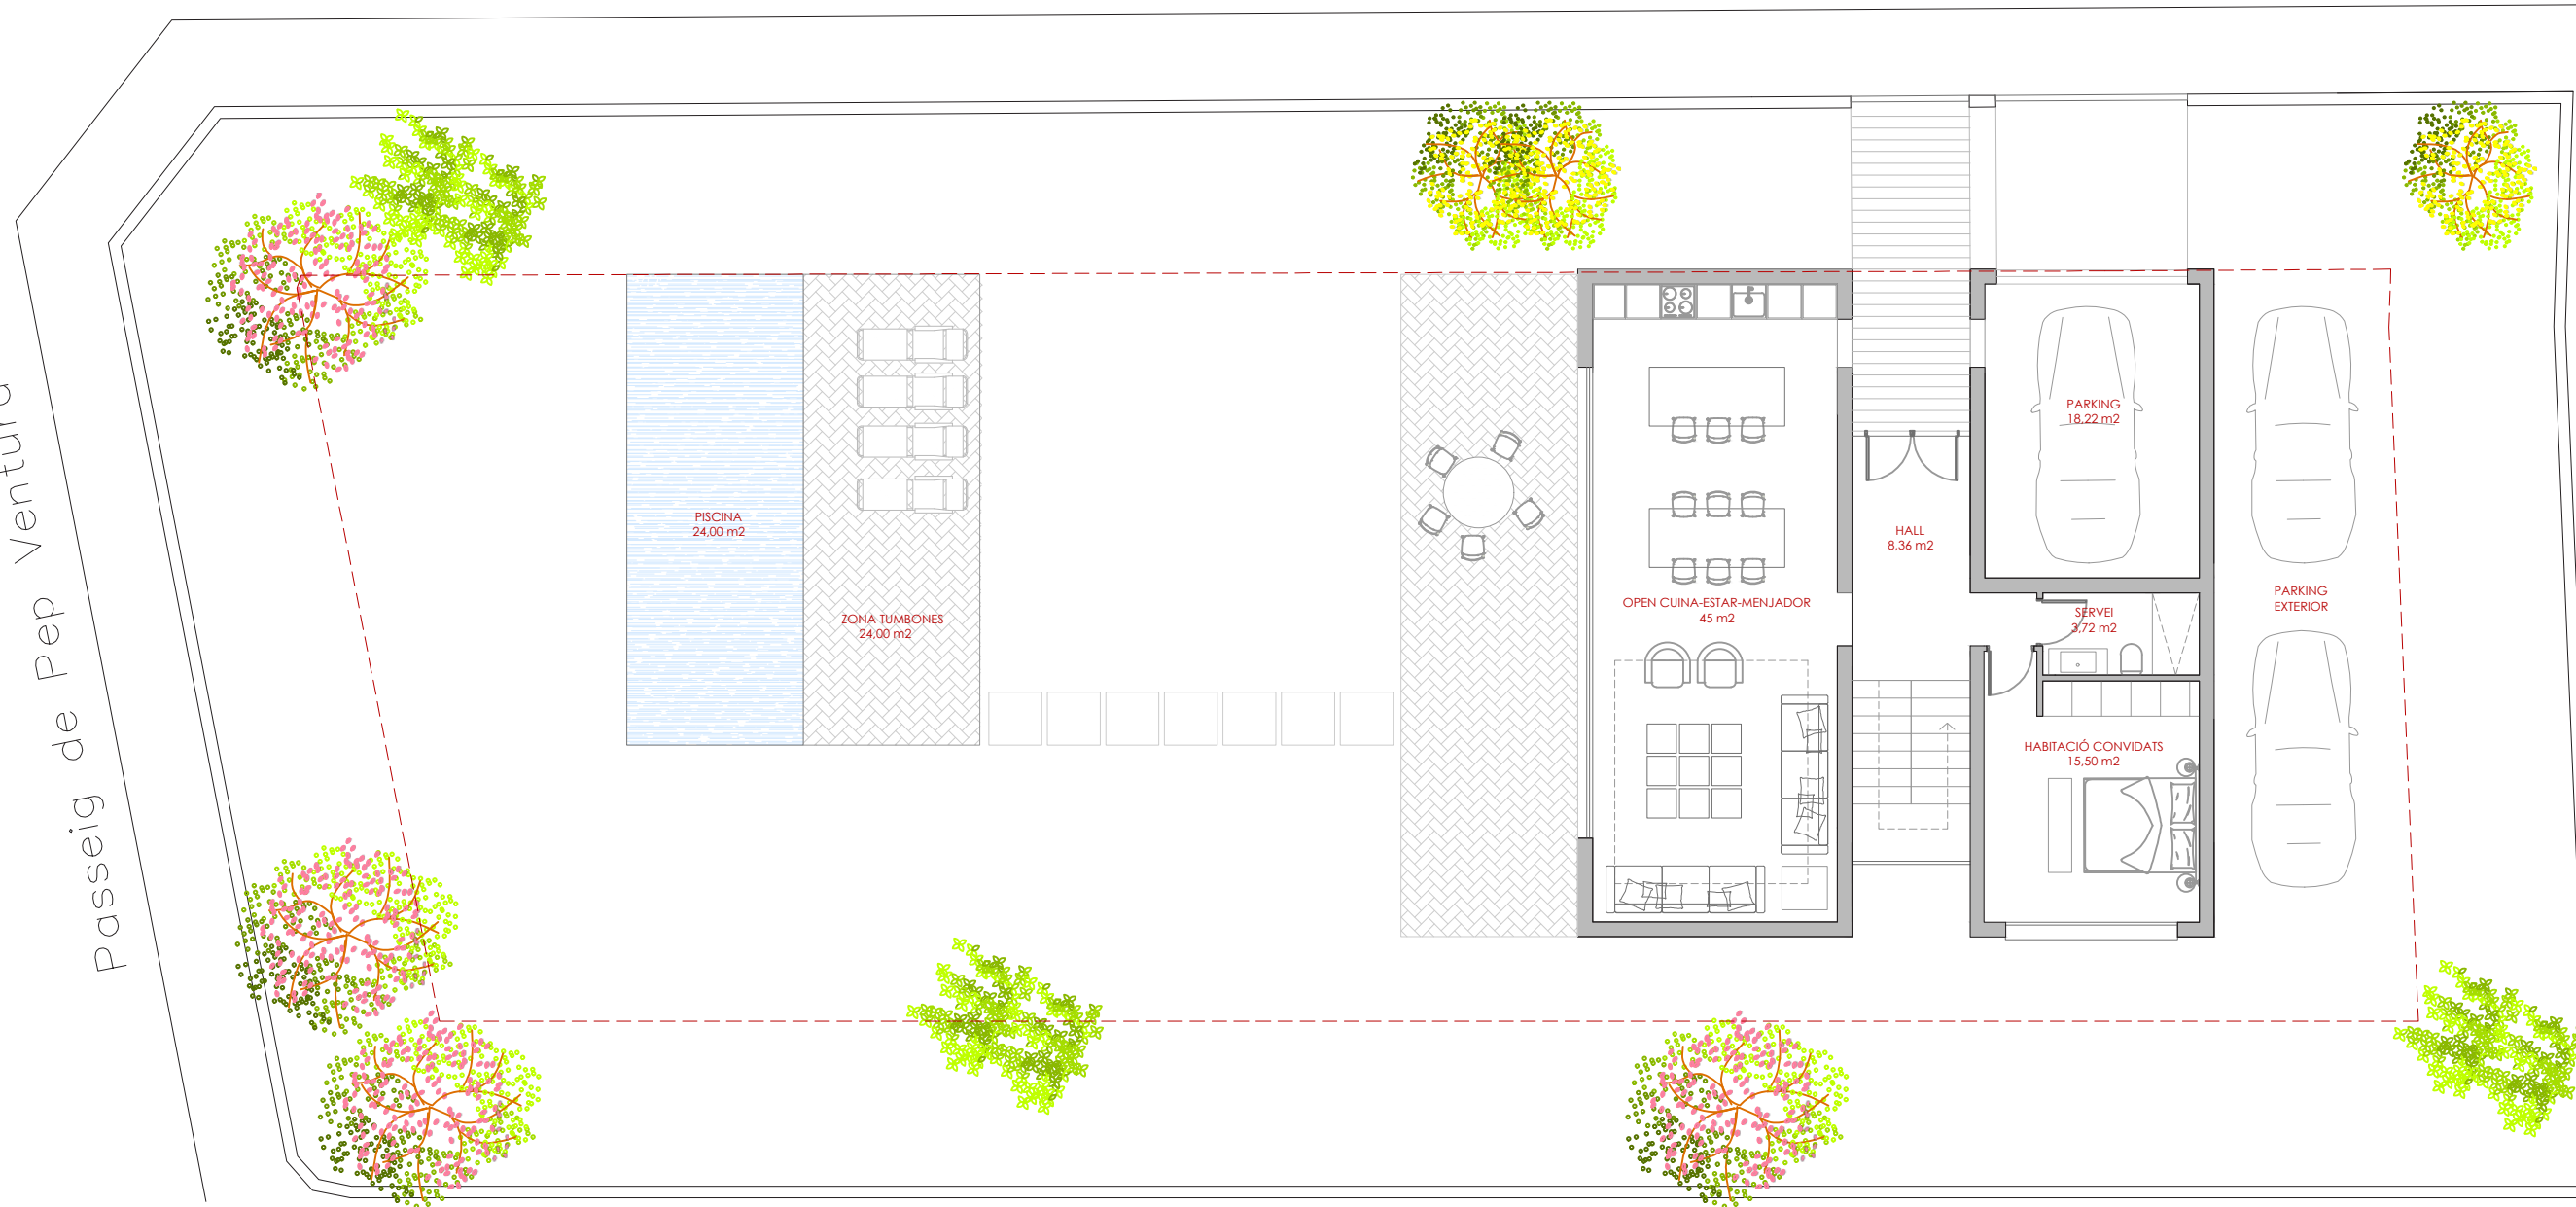 Passeig de Pep Ventura
PISCINA
24,00 m2
ZONA TUMBONES
24,00 m2
OPEN CUINA-ESTAR-MENJADOR
45 m2
HALL
8,36 m2
PARKING
18,22 m2
SERVEI
3,72 m2
HABITACIÓ CONVIDATS
15,50 m2
PARKING
EXTERIOR